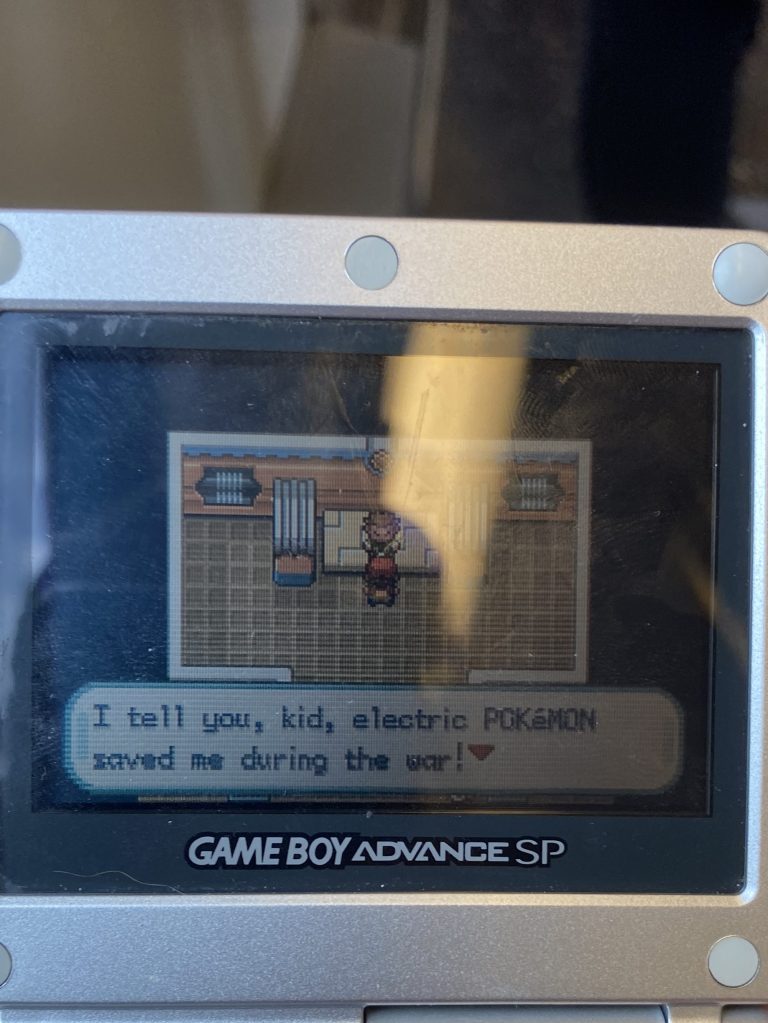 I tell you, kid, electric POKéMON
saved me during the war!
GAME BOY ADVANCE SP